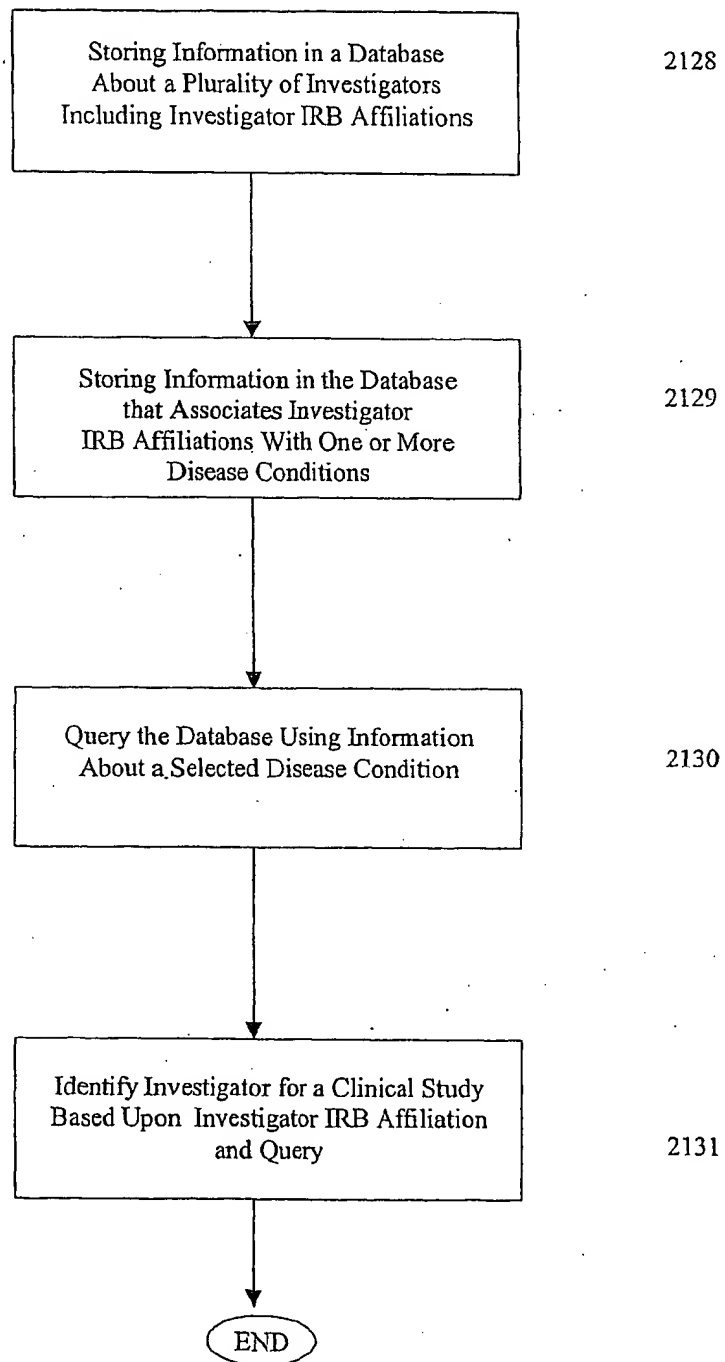 Storing Information in a Database
About a Plurality of Investigators
Including Investigator IRB Affiliations
2128
Storing Information in the Database
that Associates Investigator
IRB Affiliations With One or More
Disease Conditions
2129
Query the Database Using Information
About a Selected Disease Condition
2130
Identify Investigator for a Clinical Study
Based Upon Investigator IRB Affiliation
and Query
2131
END